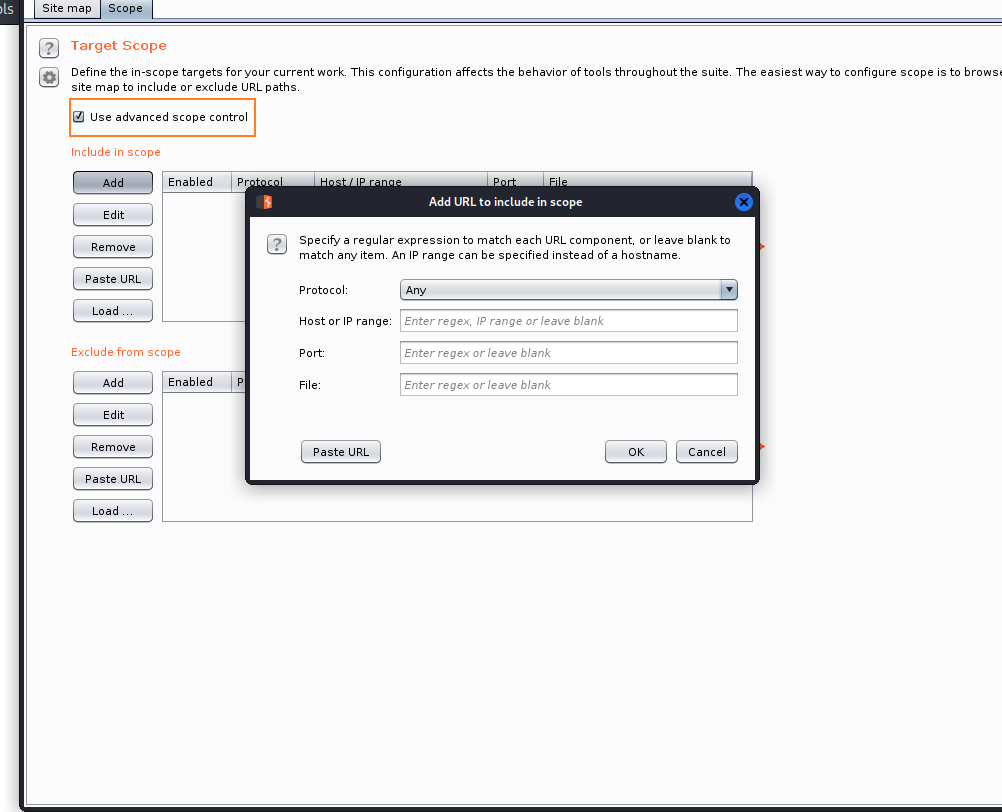 ols
Site map Scope
Target Scope
Define the in-scope targets for your current work. This configuration affects the behavior of tools throughout the suite. The easiest way to configure scope is to browse
site map to include or exclude URL paths.
Use advanced scope control
Include in scope
Add Enabled Protocol Host / IP range Port File
Edit
Remove
Paste URL
Load ...
Add URL to include in scope
Specify a regular expression to match each URL component, or leave blank to
match any item. An IP range can be specified instead of a hostname.
Protocol: Any
Host or IP range: Enter regex, IP range or leave blank
Port: Enter regex or leave blank
File: Enter regex or leave blank
Paste URL OK Cancel
Exclude from scope
Add Enabled P
Edit
Remove
Paste URL
Load ...